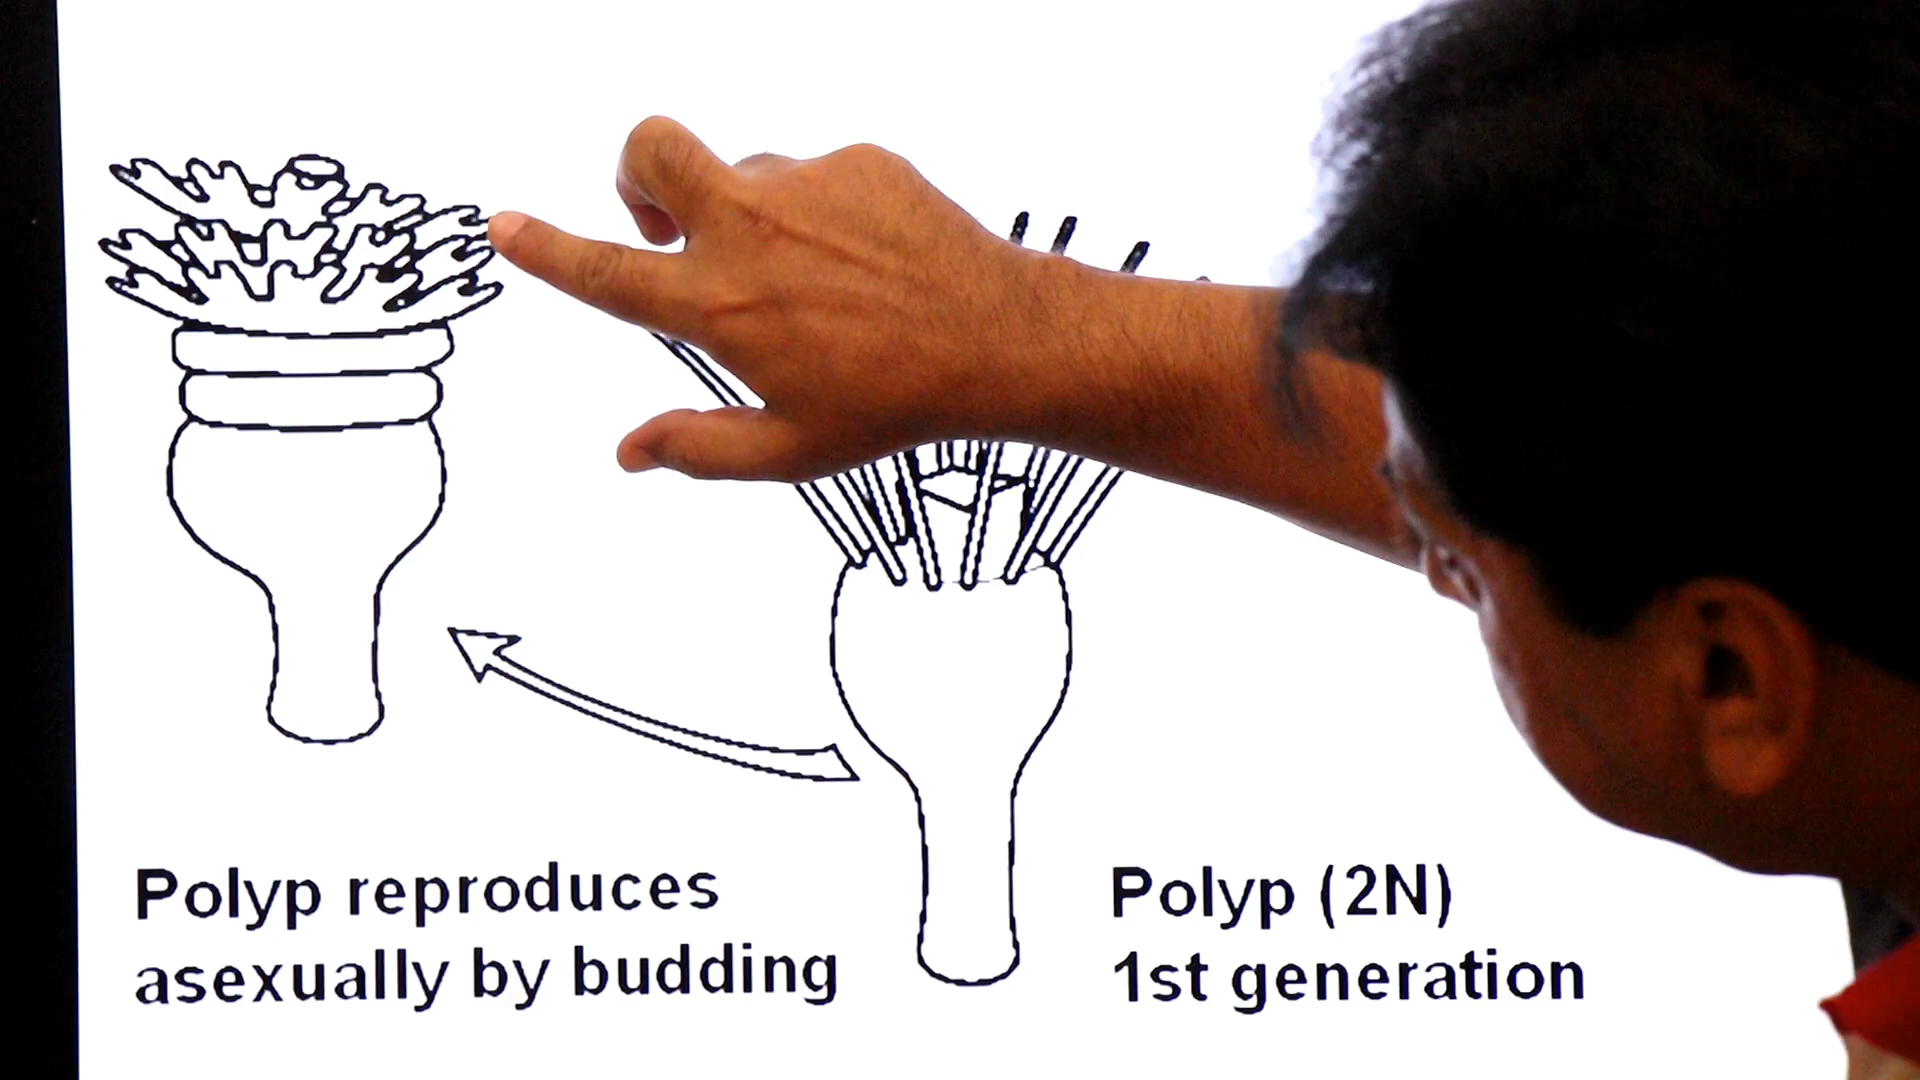 Polyp reproduces
asexually by budding
Polyp (2N)
1st generation